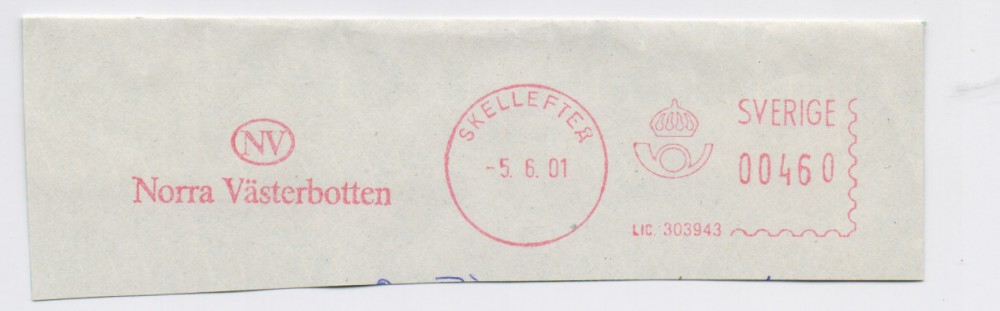 NV
Norra Västerbotten
SKELLEFTEÅ
-5. 6. 01
SVERIGE
00460
LIC. 303943